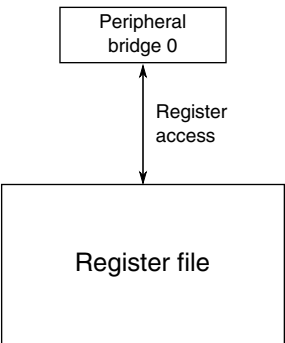 Peripheral
bridge 0
Register
access
Register file